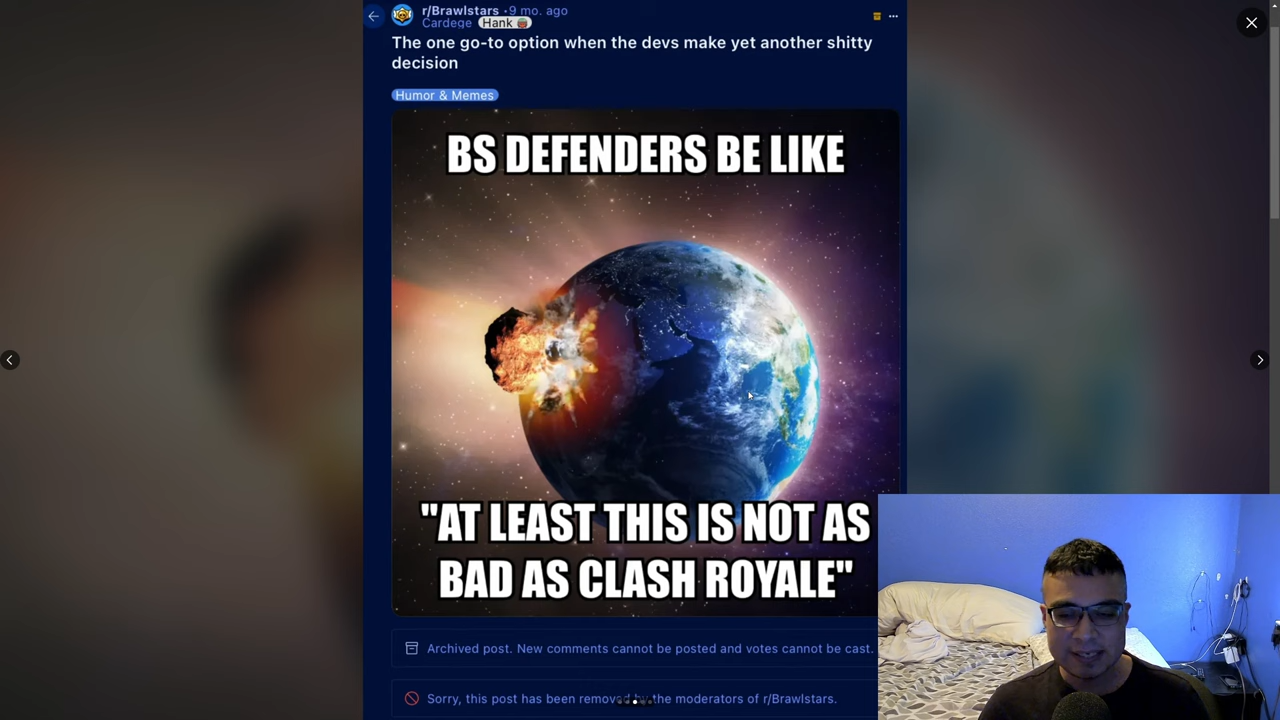 r/Brawlstars • 9 mo. ago
Cardege Hank
The one go-to option when the devs make yet another shitty
decision
Humor & Memes
BS DEFENDERS BE LIKE
"AT LEAST THIS IS NOT AS
BAD AS CLASH ROYALE"
Archived post. New comments cannot be posted and votes cannot be cast.
Sorry, this post has been removed by the moderators of r/Brawlstars.